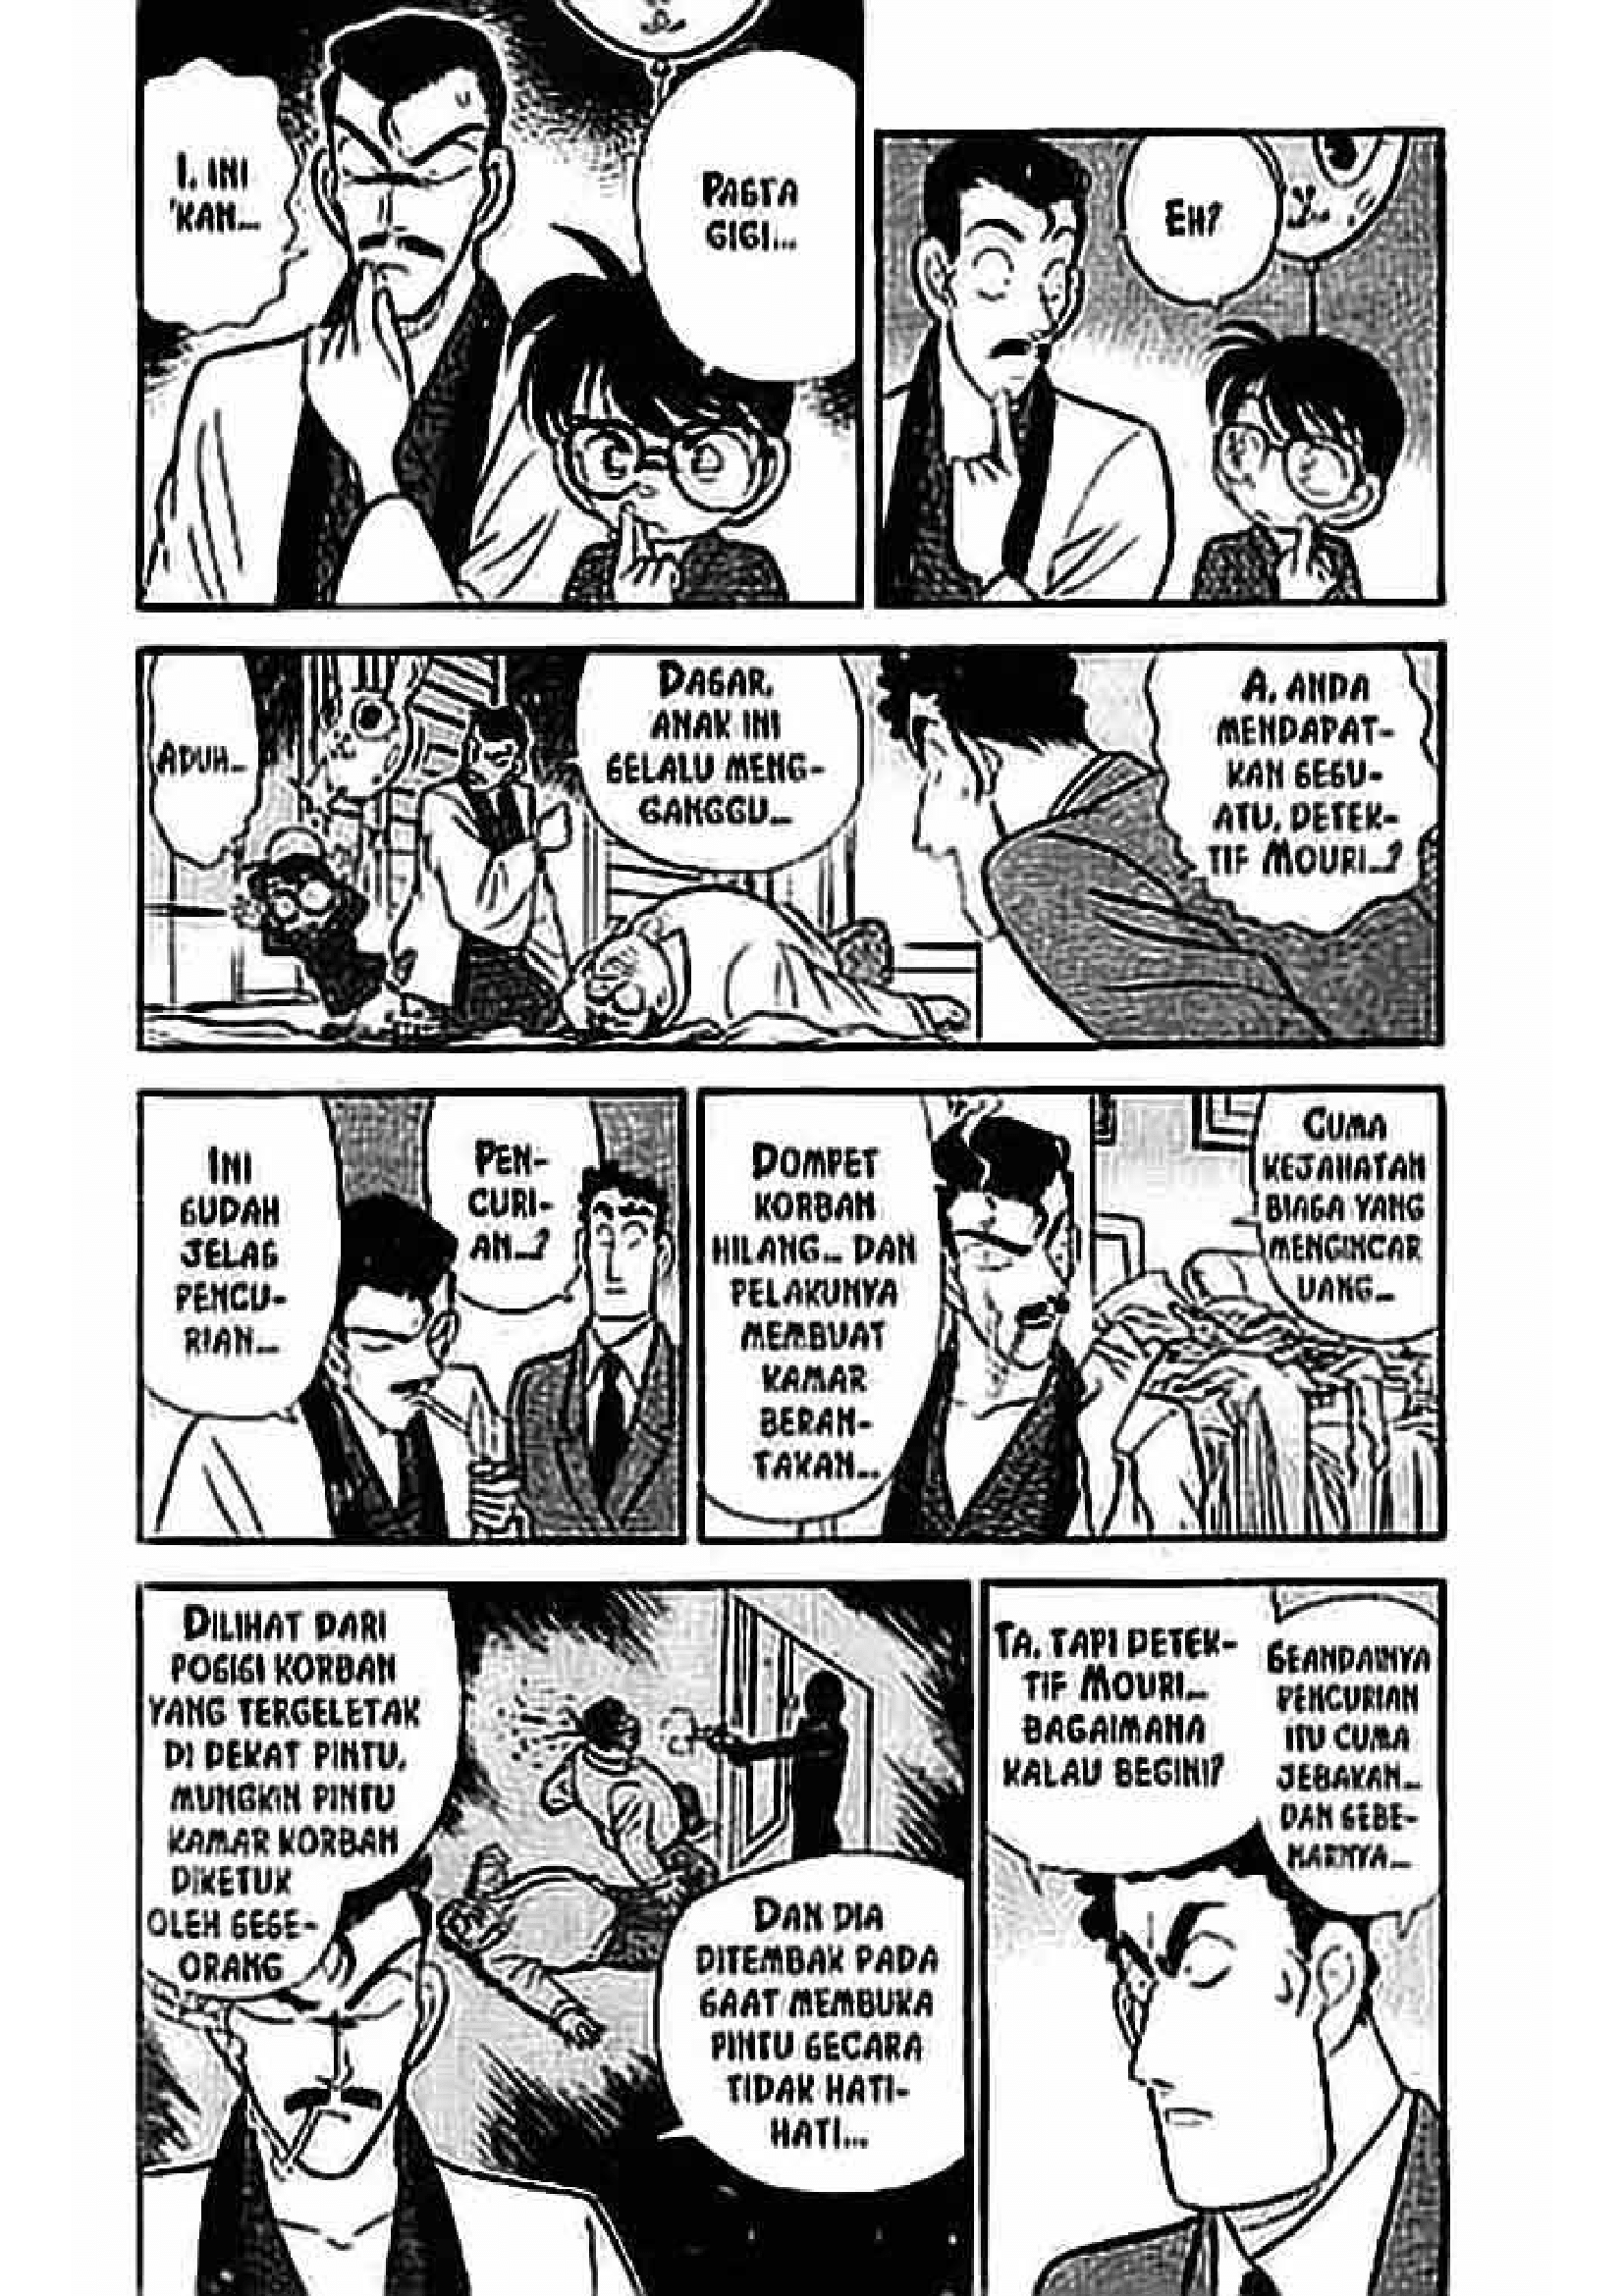 I, INI
'KAN...
PASTA
GIGI...
EH?
ADUH...
DASAR,
ANAK INI
SELALU MENG-
GANGGU...
A, ANDA
MENDAPAT-
KAN SESU-
ATU, DETEK-
TIF MOURI...?
INI
SUDAH
JELAS
PENCU-
RIAN...
PEN-
CURI-
AN...?
DOMPET
KORBAN
HILANG... DAN
PELAKUNYA
MEMBUAT
KAMAR
BERAN-
TAKAN...
CUMA
KEJAHATAN
BIASA YANG
MENGINCAR
UANG...
DILIHAT DARI
POSISI KORBAN
YANG TERGELETAK
DI DEKAT PINTU,
MUNGKIN PINTU
KAMAR KORBAN
DIKETUK
OLEH SESE-
ORANG
DAN DIA
DITEMBAK PADA
SAAT MEMBUKA
PINTU SECARA
TIDAK HATI-
HATI...
TA, TAPI DETEK-
TIF MOURI...
BAGAIMANA
KALAU BEGINI?
SEANDAINYA
PENCURIAN
ITU CUMA
JEBAKAN...
DAN SEBE-
NARNYA...